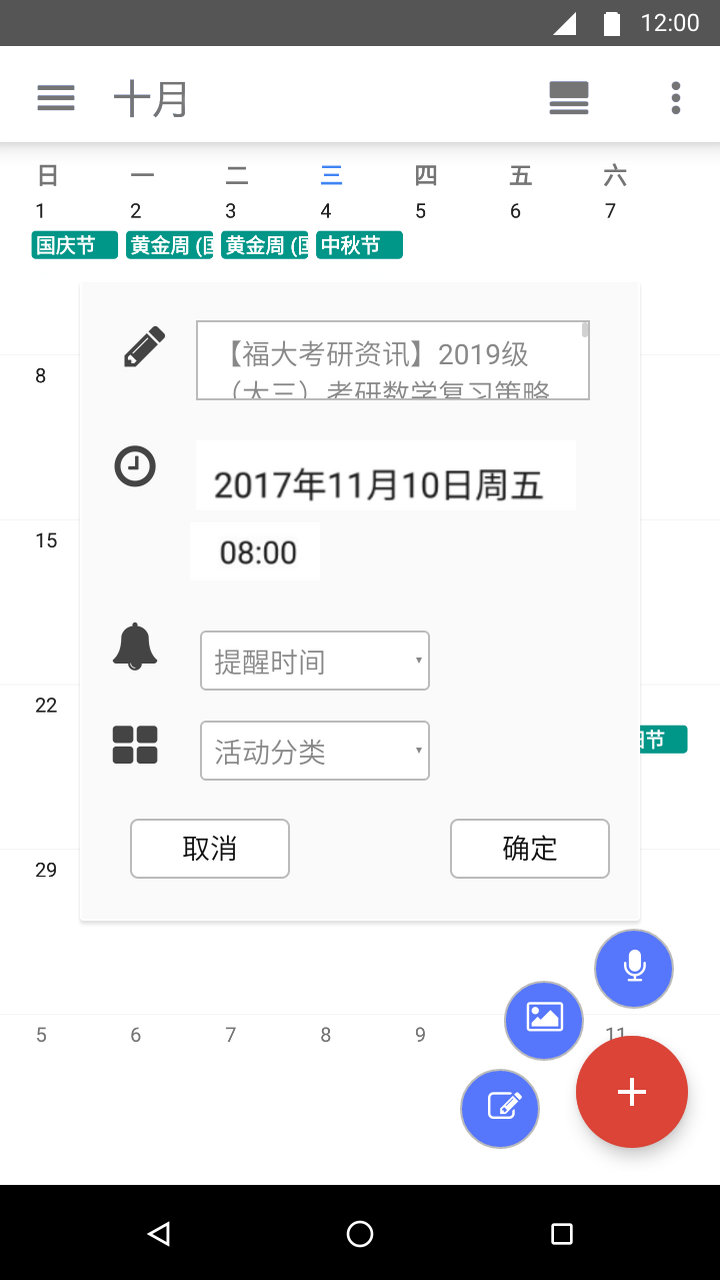 12:00
十月
日 一 二 三 四 五 六
1 2 3 4 5 6 7
国庆节 黄金周 (国 黄金周 (国 中秋节
【福大考研资讯】2019级
（大三）考研数学复习策略
8
2017年11月10日周五
15
08:00
提醒时间
22
节
活动分类
取消 确定
29
5 6 7 8 9 11